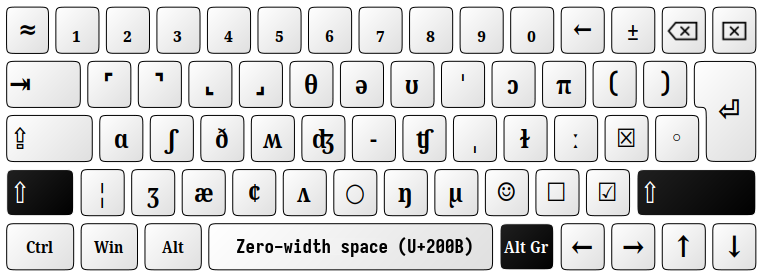 ≈ 1 2 3 4 5 6 7 8 9 0 ← ± ⌫ ⌧
⇥ ⌜ ⌝ ⌞ ⌟ θ ə ʊ ˈ ɔ π ( ) ⏎
⇪ ɑ ʃ ð ʍ ʤ - ʧ ˌ ɫ ː ☒ ◦
⇧ ¦ ʒ æ ¢ ʌ ○ ŋ µ ☺ ☐ ☑ ⇧
Ctrl Win Alt Zero-width space (U+200B) Alt Gr ← → ↑ ↓